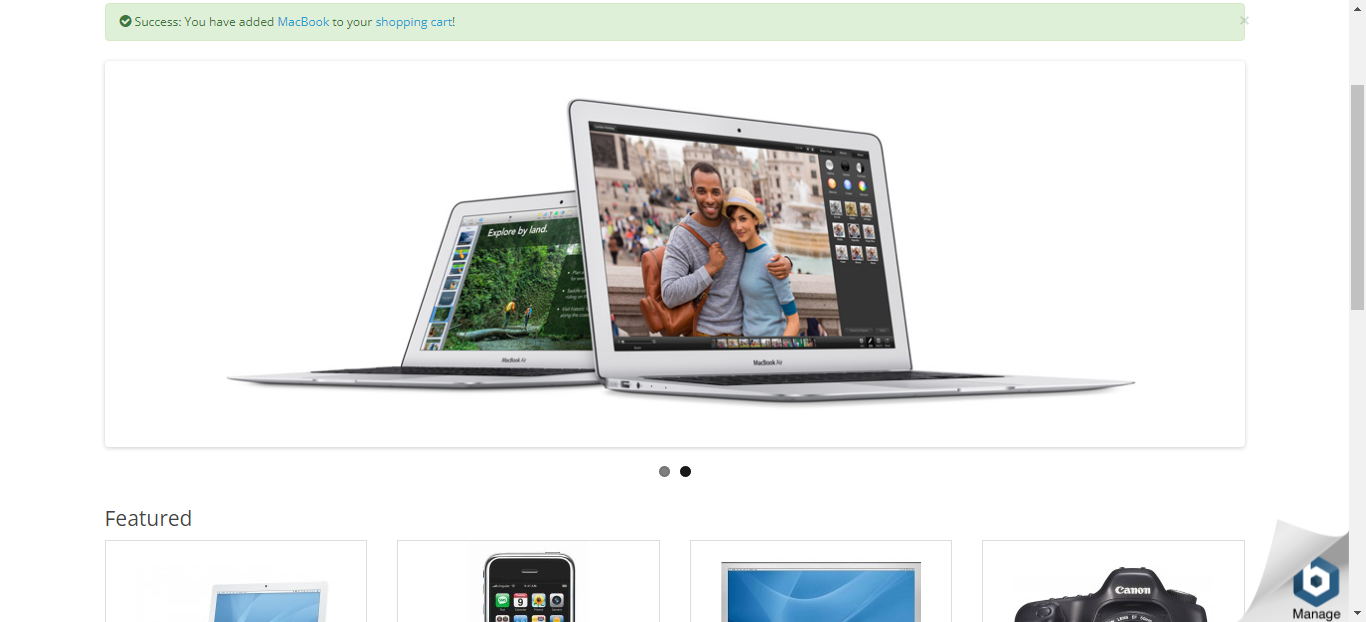 Success: You have added MacBook to your shopping cart!
×
Explore by land.
MacBook Air
MacBook Air
Featured
Canon
Manage